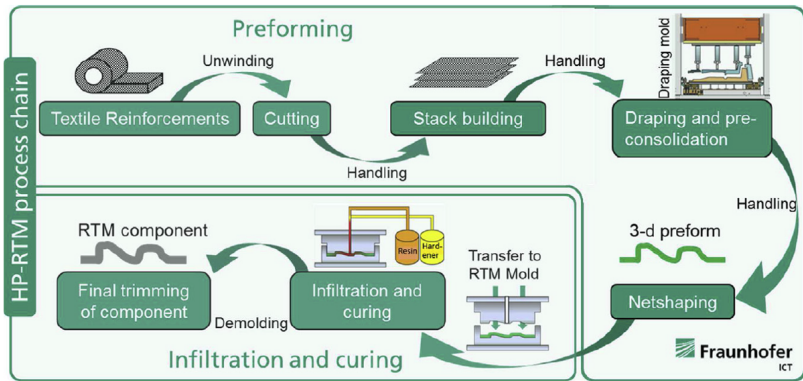 HP-RTM process chain
Preforming
Unwinding
Textile Reinforcements
Cutting
Handling
Stack building
Handling
Draping mold
Draping and pre-
consolidation
Handling
3-d preform
Netshaping
Transfer to
RTM Mold
Resin
Hard-
ener
Infiltration and
curing
Demolding
RTM component
Final trimming
of component
Infiltration and curing
Fraunhofer
ICT